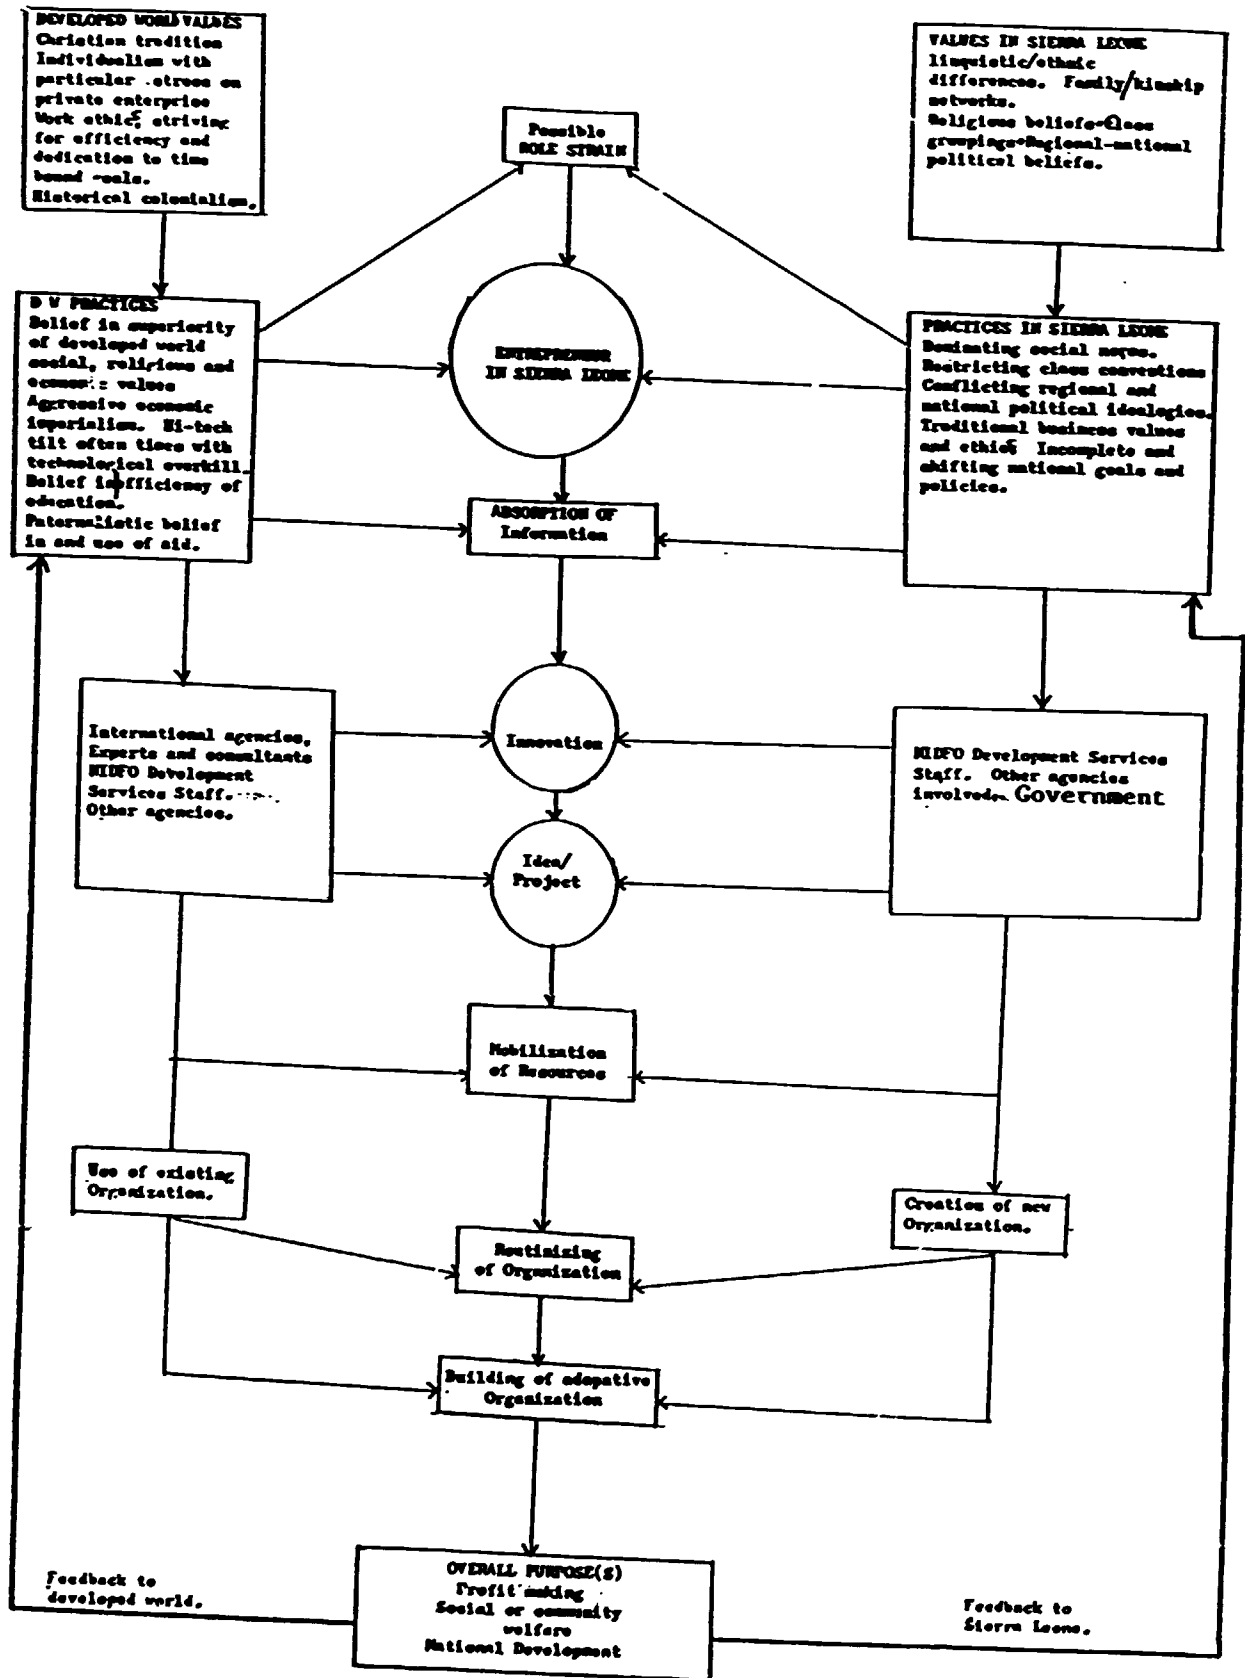 DEVELOPED WORLD VALUES
Christian tradition
Individualism with
particular stress on
private enterprise
Work ethic, striving
for efficiency and
dedication to time
bound goals.
Historical colonialism.
Possible
ROLE STRAIN
VALUES IN SIERRA LEONE
linquistic/ethnic
differences. Family/kinship
networks.
Religious beliefs-Class
groupings-Regional-national
political beliefs.
D W PRACTICES
Belief in superiority
of developed world
social, religious and
economic values
Aggressive economic
imperialism. Hi-tech
tilt often times with
technological overkill.
Belief in efficiency of
education.
Paternalistic belief
in and use of aid.
ENTREPRENEUR
IN SIERRA LEONE
PRACTICES IN SIERRA LEONE
Dominating social norms.
Restricting class conventions
Conflicting regional and
national political idealogies.
Traditional business values
and ethics Incomplete and
shifting national goals and
policies.
ABSORPTION OF
Information
International agencies,
Experts and consultants
NIDFO Development
Services Staff.
Other agencies.
Innovation
NIDFO Development Services
Staff. Other agencies
involved. Government
Idea/
Project
Mobilization
of Resources
Use of existing
Organization.
Creation of new
Organization.
Routinizing
of Organization
Building of adapative
Organization
OVERALL PURPOSE(S)
Profit making
Social or community
welfare
National Development
Feedback to
developed world.
Feedback to
Sierra Leone.